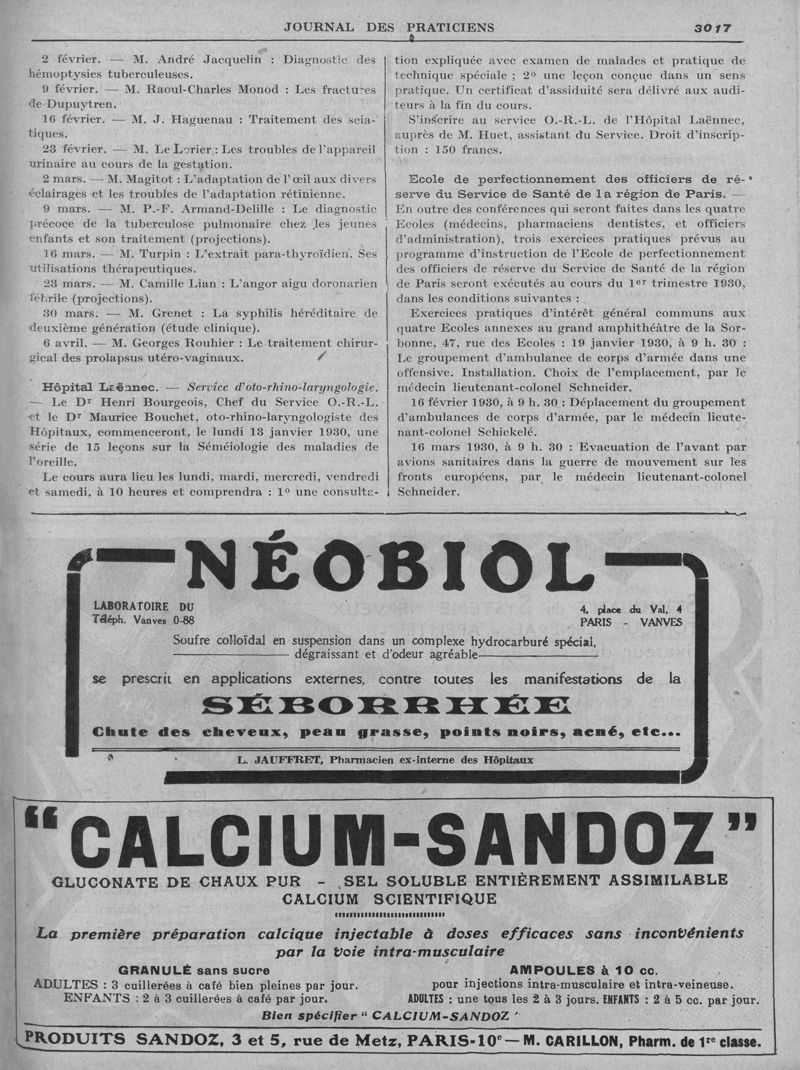 JOURNAL DES PRATICIENS
3017
2 février. — M. André Jacquelin : Diagnostic des
hémoptysies tuberculeuses.
9 février. — M. Raoul-Charles Monod : Les fractures
de Dupuytren.
16 février. — M. J. Haguenau : Traitement des scia-
tiques.
23 février. — M. Le Lorier : Les troubles de l'appareil
urinaire au cours de la gestation.
2 mars. — M. Magitot : L'adaptation de l'œil aux divers
éclairages et les troubles de l'adaptation rétinienne.
9 mars. — M. P.-F. Armand-Delille : Le diagnostic
précoce de la tuberculose pulmonaire chez les jeunes
enfants et son traitement (projections).
16 mars. — M. Turpin : L'extrait para-thyroïdien. Ses
utilisations thérapeutiques.
23 mars. — M. Camille Lian : L'angor aigu doronarien
fébrile (projections).
30 mars. — M. Grenet : La syphilis héréditaire de
deuxième génération (étude clinique).
6 avril. — M. Georges Rouhier : Le traitement chirur-
gical des prolapsus utéro-vaginaux.
Hôpital Laënnec. — Service d'oto-rhino-laryngologie.
— Le Dr Henri Bourgeois, Chef du Service O.-R.-L.
et le Dr Maurice Bouchet, oto-rhino-laryngologiste des
Hôpitaux, commenceront, le lundi 13 janvier 1930, une
série de 15 leçons sur la Séméiologie des maladies de
l'oreille.
Le cours aura lieu les lundi, mardi, mercredi, vendredi
et samedi, à 10 heures et comprendra : 1º une consulta-
tion expliquée avec examen de malades et pratique de
technique spéciale ; 2º une leçon conçue dans un sens
pratique. Un certificat d'assiduité sera délivré aux audi-
teurs à la fin du cours.
S'inscrire au service O.-R.-L. de l'Hôpital Laënnec,
auprès de M. Huet, assistant du Service. Droit d'inscrip-
tion : 150 francs.
Ecole de perfectionnement des officiers de ré-
serve du Service de Santé de la région de Paris. —
En outre des conférences qui seront faites dans les quatre
Ecoles (médecins, pharmaciens dentistes, et officiers
d'administration), trois exercices pratiques prévus au
programme d'instruction de l'Ecole de perfectionnement
des officiers de réserve du Service de Santé de la région
de Paris seront exécutés au cours du 1er trimestre 1930,
dans les conditions suivantes :
Exercices pratiques d'intérêt général communs aux
quatre Ecoles annexes au grand amphithéâtre de la Sor-
bonne, 47, rue des Ecoles : 19 janvier 1930, à 9 h. 30 :
Le groupement d'ambulance de corps d'armée dans une
offensive. Installation. Choix de l'emplacement, par le
médecin lieutenant-colonel Schneider.
16 février 1930, à 9 h. 30 : Déplacement du groupement
d'ambulances de corps d'armée, par le médecin lieute-
nant-colonel Schickelé.
16 mars 1930, à 9 h. 30 : Evacuation de l'avant par
avions sanitaires dans la guerre de mouvement sur les
fronts européens, par le médecin lieutenant-colonel
Schneider.
NÉOBIOL
LABORATOIRE DU
Téléph. Vanves 0-88
4, place du Val, 4
PARIS - VANVES
Soufre colloïdal en suspension dans un complexe hydrocarburé spécial,
dégraissant et d'odeur agréable
se prescrit en applications externes, contre toutes les manifestations de la
SÉBORRHÉE
Chute des cheveux, peau grasse, points noirs, acné, etc...
L. JAUFFRET, Pharmacien ex-interne des Hôpitaux
"CALCIUM-SANDOZ"
GLUCONATE DE CHAUX PUR - SEL SOLUBLE ENTIÈREMENT ASSIMILABLE
CALCIUM SCIENTIFIQUE
La première préparation calcique injectable à doses efficaces sans inconvénients
par la voie intra-musculaire
GRANULÉ sans sucre
ADULTES : 3 cuillerées à café bien pleines par jour.
ENFANTS : 2 à 3 cuillerées à café par jour.
AMPOULES à 10 cc.
pour injections intra-musculaire et intra-veineuse.
ADULTES : une tous les 2 à 3 jours. ENFANTS : 2 à 5 cc. par jour.
Bien spécifier " CALCIUM-SANDOZ "
PRODUITS SANDOZ, 3 et 5, rue de Metz, PARIS-10e — M. CARILLON, Pharm. de 1re classe.